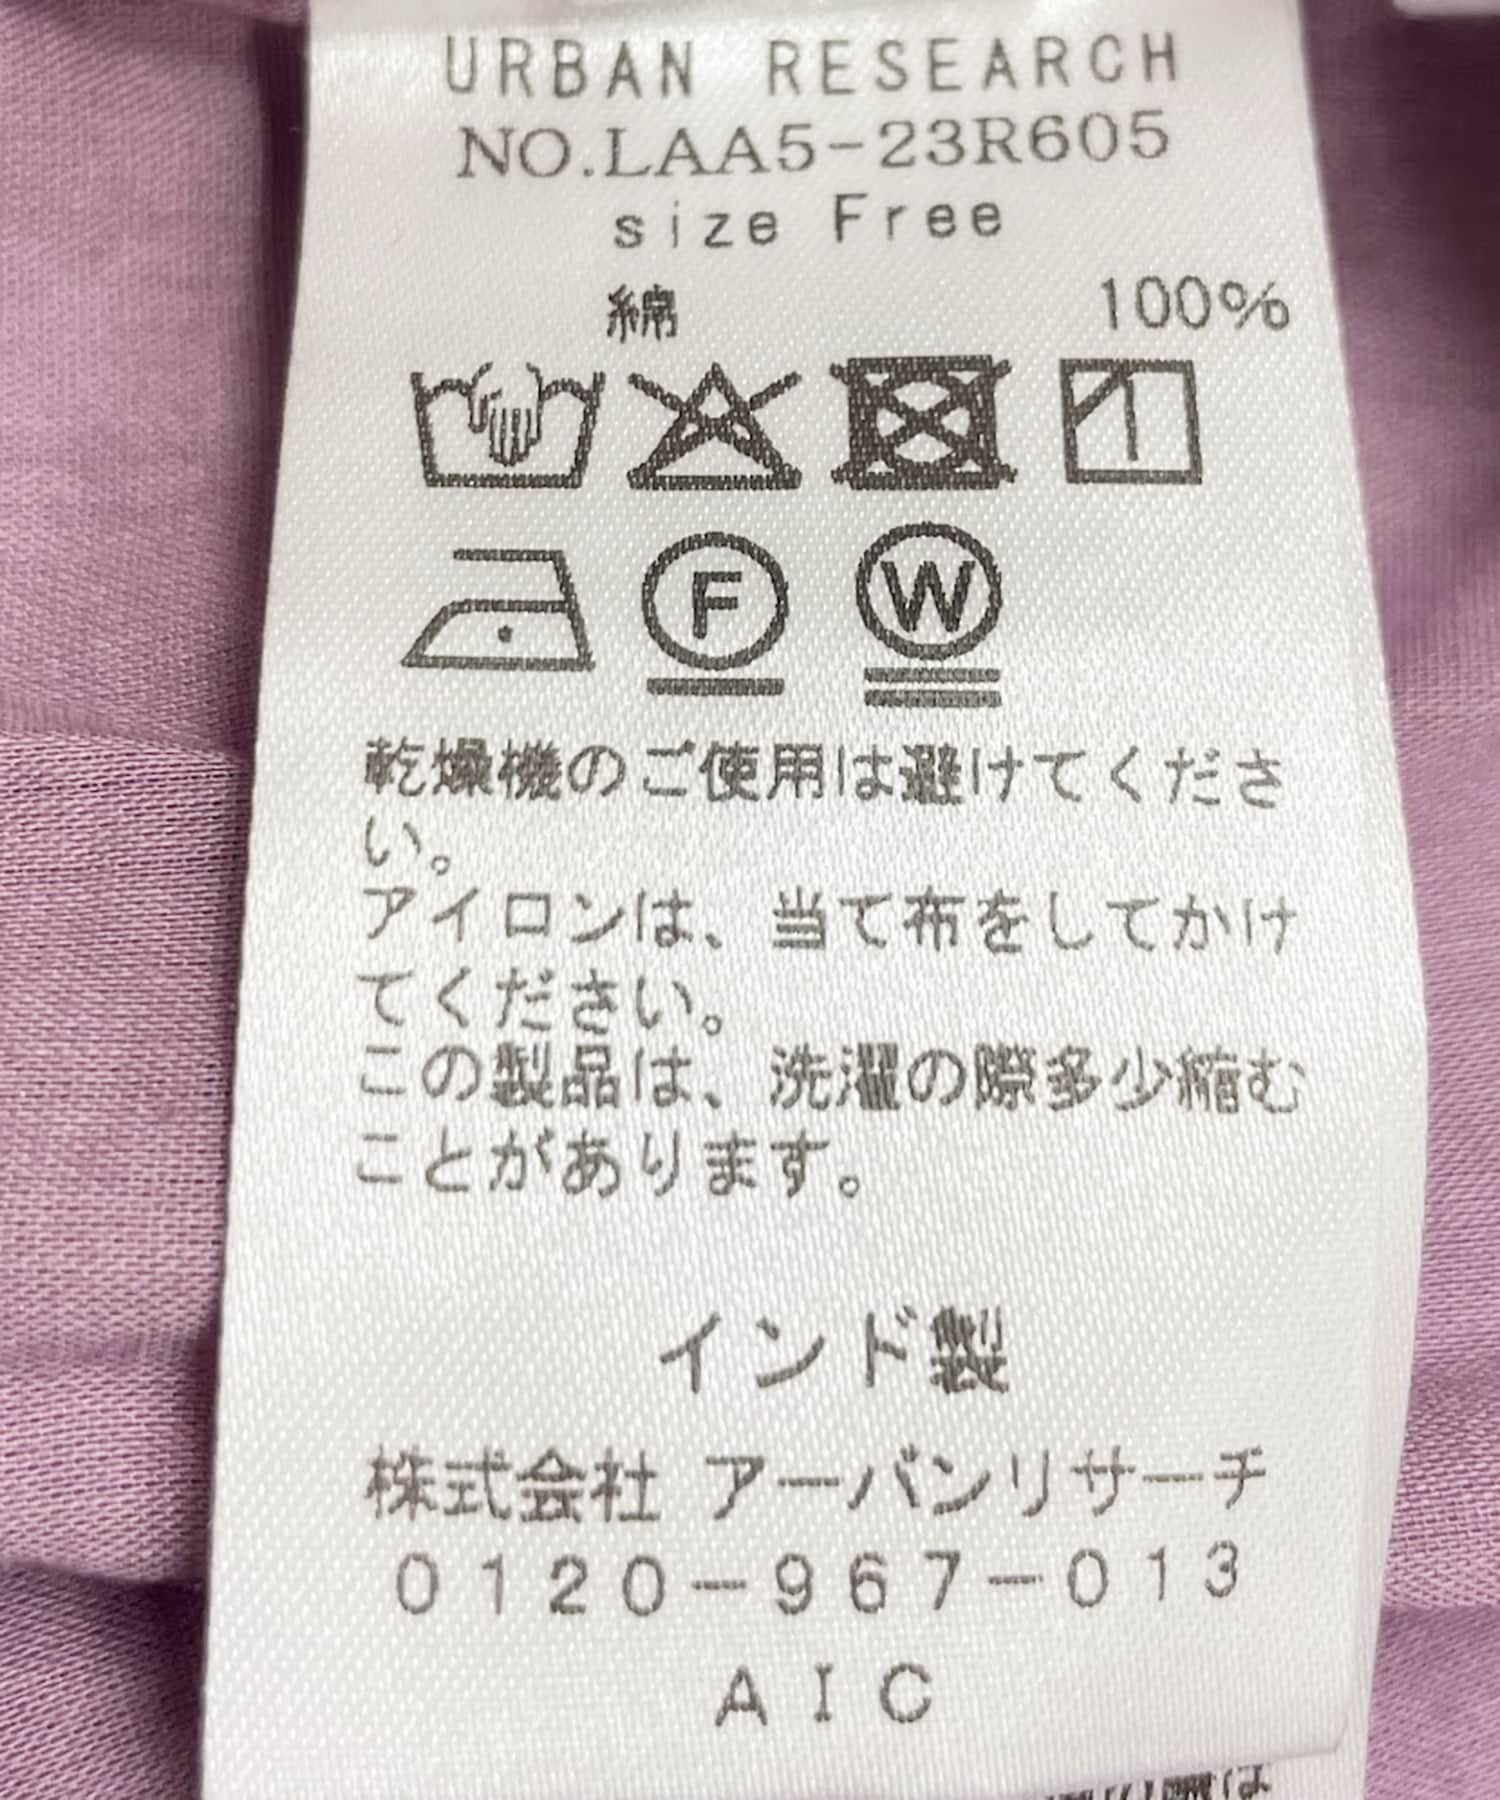 URBAN RESEARCH
NO.LAA5-23R605
size Free
綿 100%
F W
乾燥機のご使用は避けてくださ
い。
アイロンは、当て布をしてかけ
てください。
この製品は、洗濯の際多少縮む
ことがあります。
インド製
株式会社 アーバンリサーチ
0120-967-013
AIC